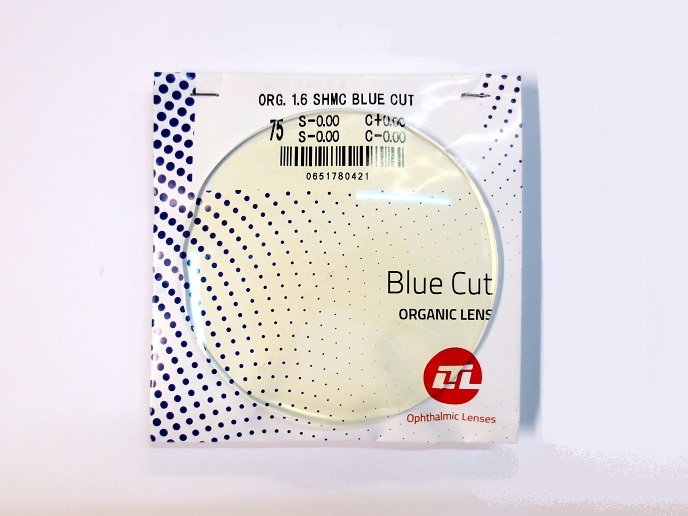 ORG. 1.6 SHMC BLUE CUT
75 S-0.00 C+0.00
S-0.00 C-0.00
0651780421
Blue Cut
ORGANIC LENS
LTL
Ophthalmic Lenses